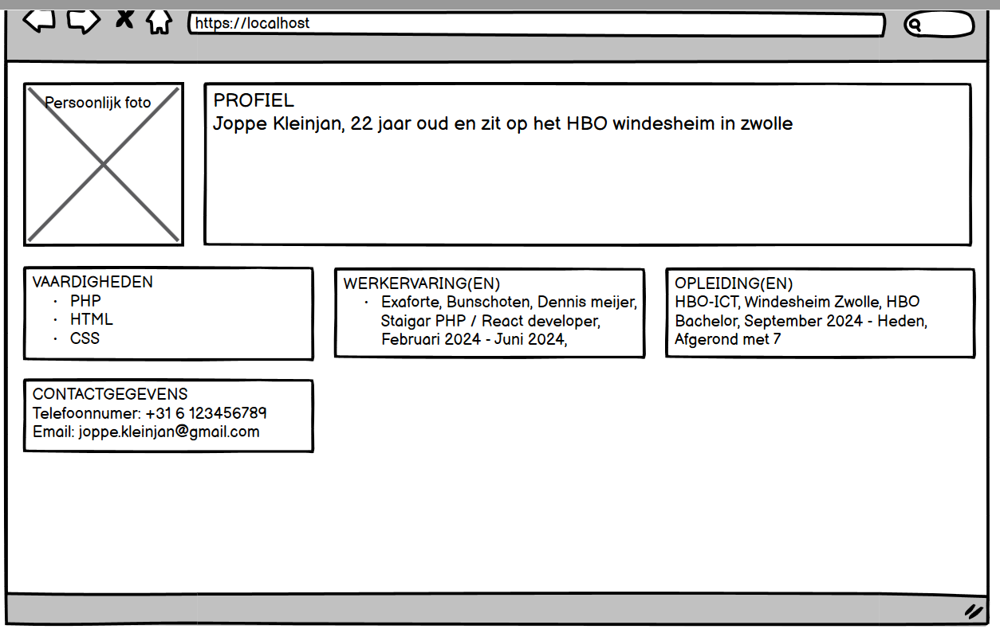 https://localhost
Persoonlijk foto
PROFIEL
Joppe Kleinjan, 22 jaar oud en zit op het HBO windesheim in zwolle
VAARDIGHEDEN
· PHP
· HTML
· CSS
WERKERVARING(EN)
· Exaforte, Bunschoten, Dennis meijer,
Staigar PHP / React developer,
Februari 2024 - Juni 2024,
OPLEIDING(EN)
HBO-ICT, Windesheim Zwolle, HBO
Bachelor, September 2024 - Heden,
Afgerond met 7
CONTACTGEGEVENS
Telefoonnumer: +31 6 123456789
Email: joppe.kleinjan@gmail.com